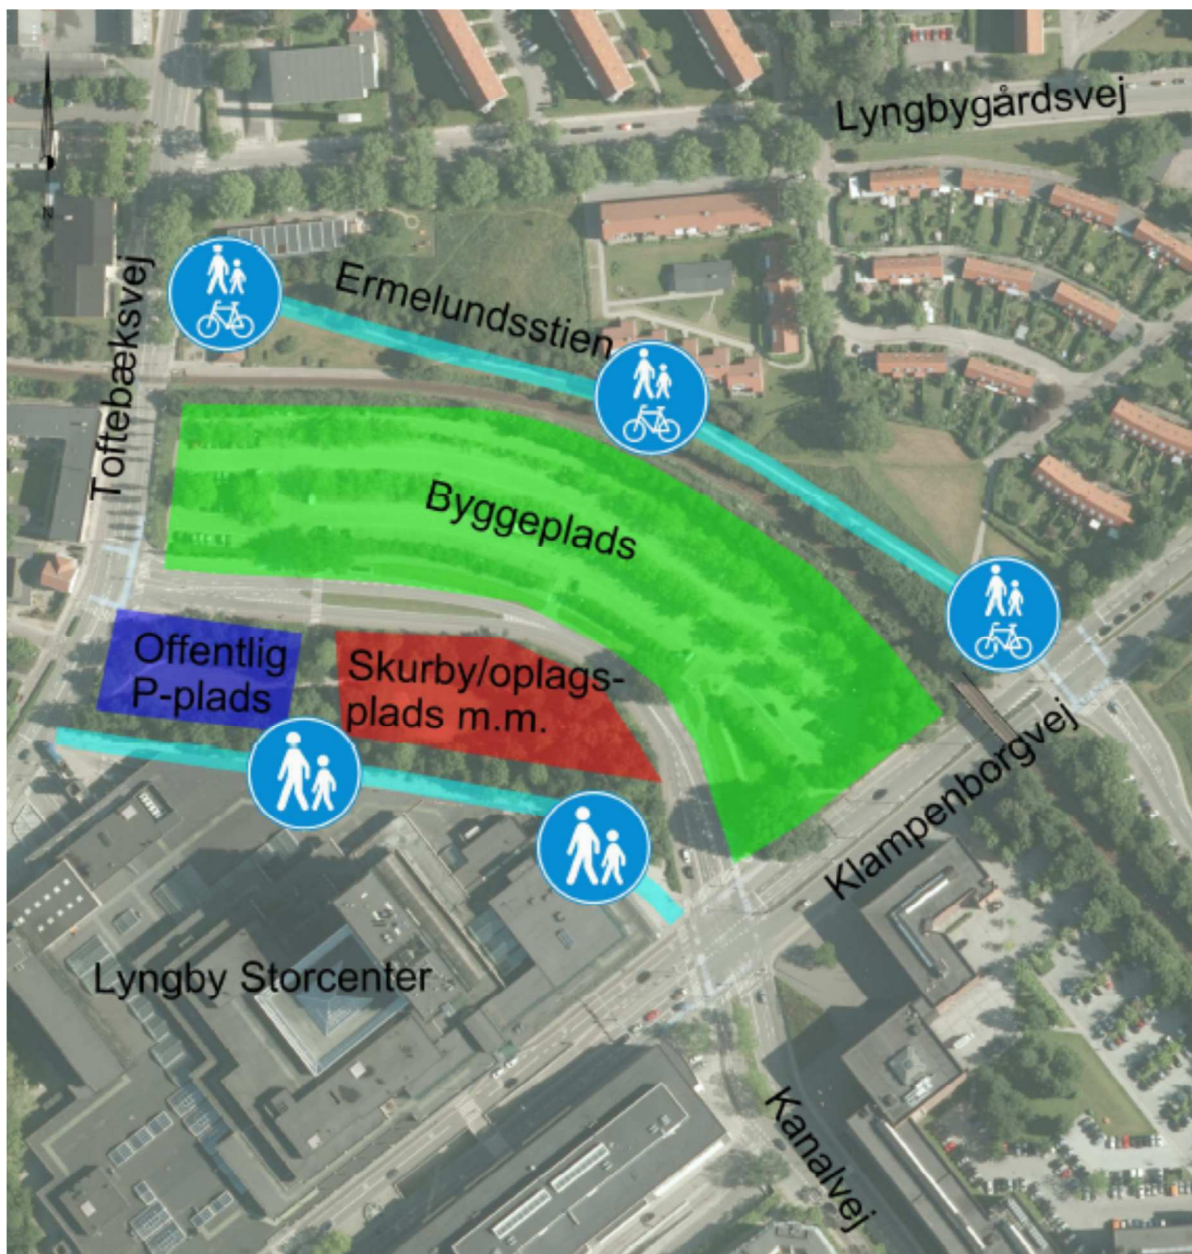 Lyngbygårdsvej
N
Ermelundsstien
Toftebæksvej
Byggeplads
Offentlig
P-plads
Skurby/oplags-
plads m.m.
Klampenborgvej
Lyngby Storcenter
Kanalvej